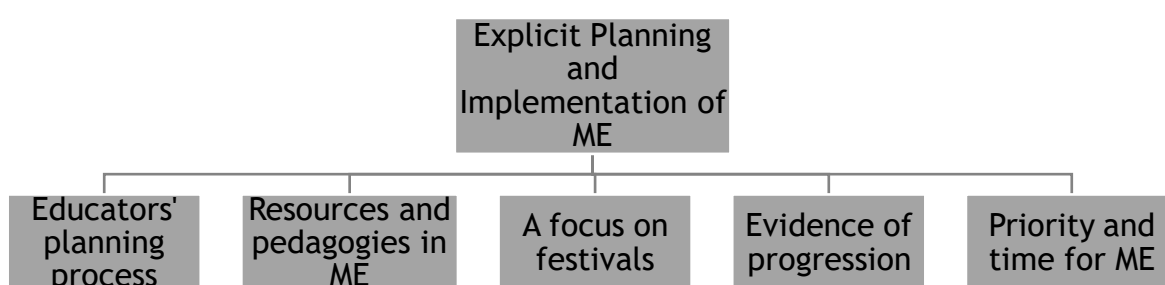 Explicit Planning
and
Implementation of
ME
Educators'
planning
process
Resources and
pedagogies in
ME
A focus on
festivals
Evidence of
progression
Priority and
time for ME